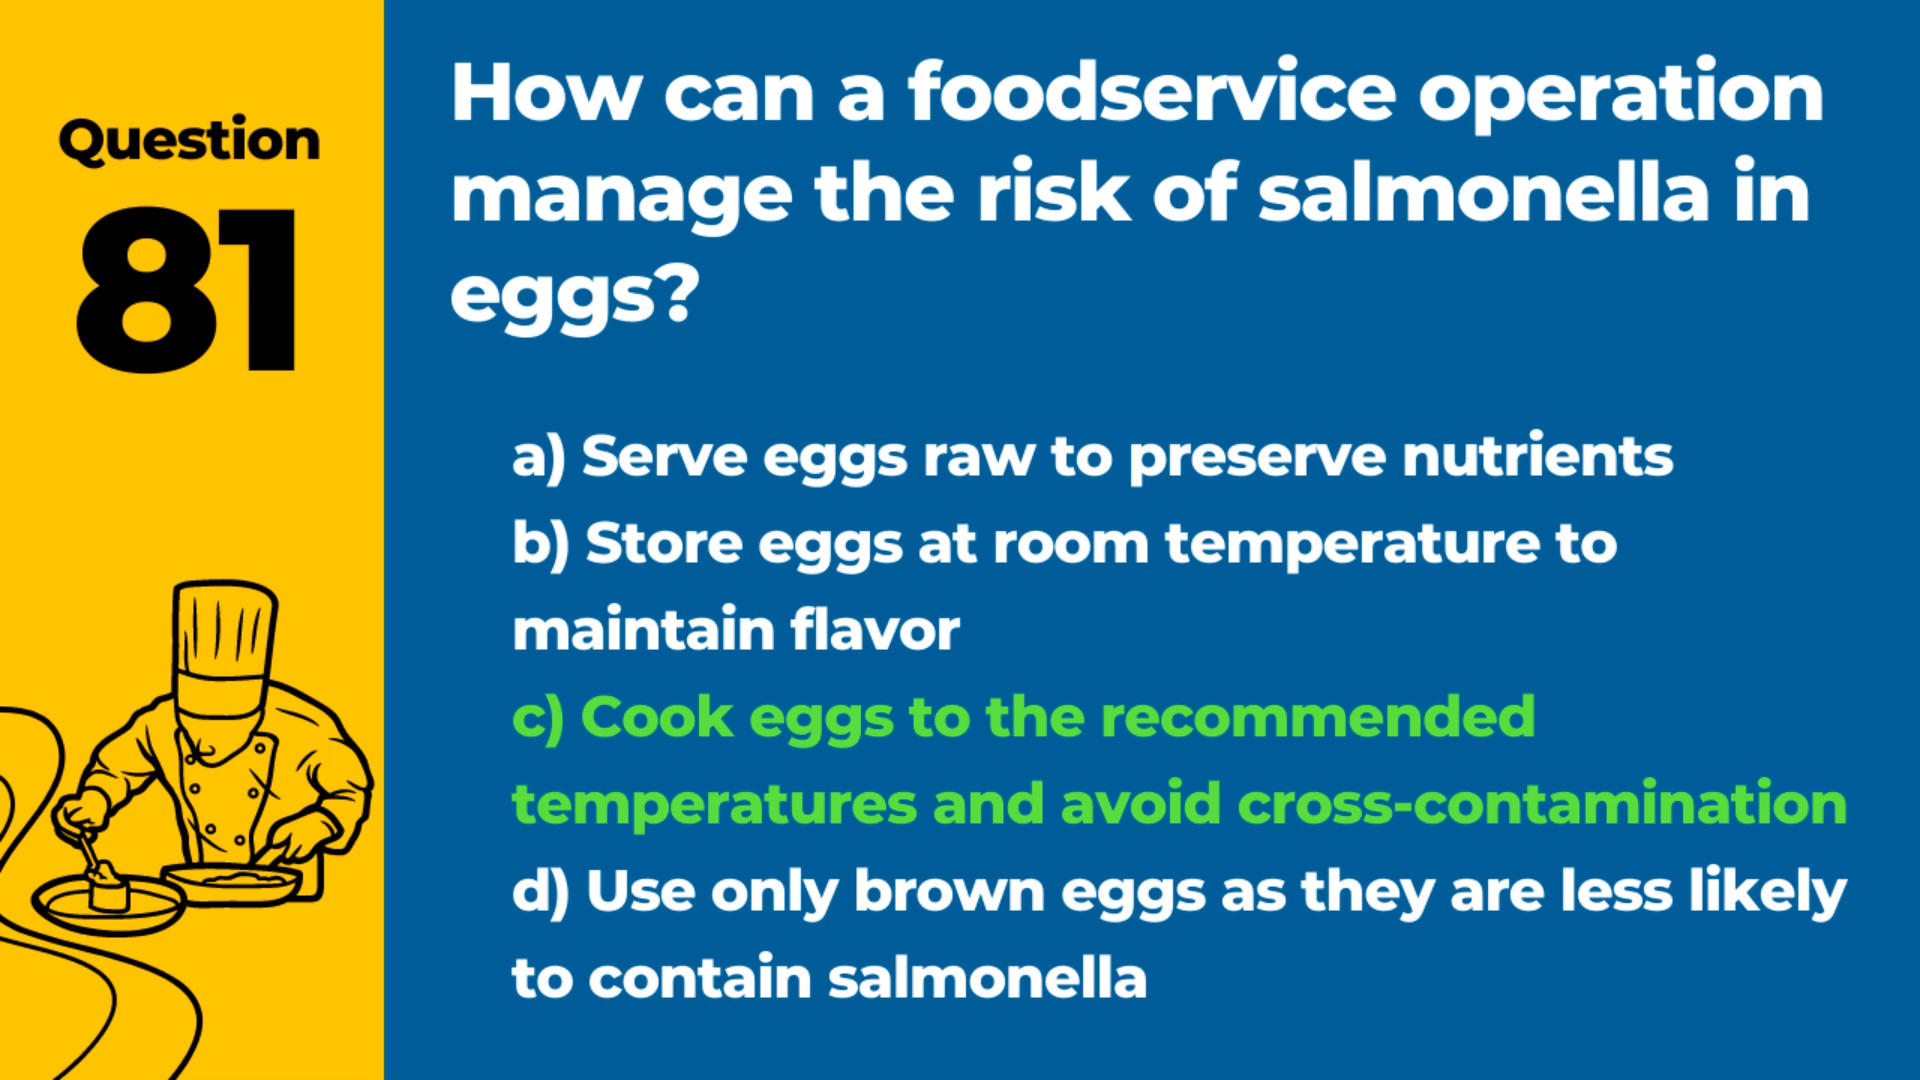 Question
81
How can a foodservice operation
manage the risk of salmonella in
eggs?
a) Serve eggs raw to preserve nutrients
b) Store eggs at room temperature to
maintain flavor
c) Cook eggs to the recommended
temperatures and avoid cross-contamination
d) Use only brown eggs as they are less likely
to contain salmonella